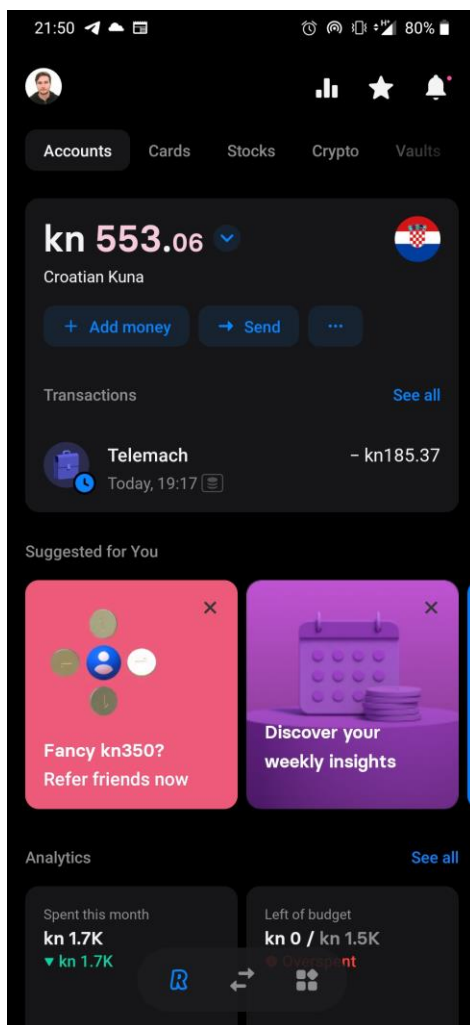 21:50
80%
Accounts Cards Stocks Crypto Vaults
kn 553.06
Croatian Kuna
+ Add money → Send ...
Transactions See all
Telemach - kn185.37
Today, 19:17
Suggested for You
Fancy kn350?
Refer friends now
Discover your
weekly insights
Analytics See all
Spent this month
kn 1.7K
▾ kn 1.7K
Left of budget
kn 0 / kn 1.5K
Overspent
R